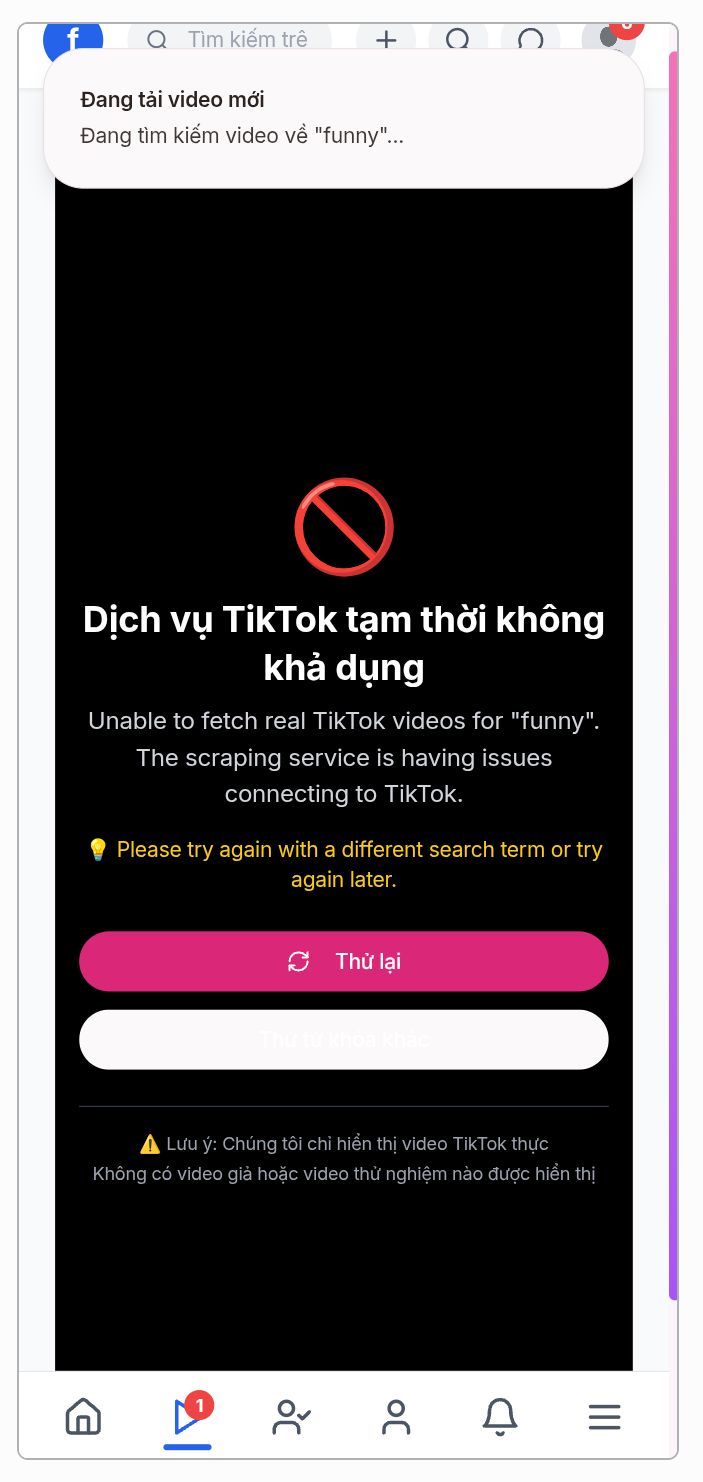 f
Tìm kiếm trê
Đang tải video mới
Đang tìm kiếm video về "funny"...
Dịch vụ TikTok tạm thời không
khả dụng
Unable to fetch real TikTok videos for "funny".
The scraping service is having issues
connecting to TikTok.
💡 Please try again with a different search term or try
again later.
Thử lại
Thử từ khóa khác
⚠️ Lưu ý: Chúng tôi chỉ hiển thị video TikTok thực
Không có video giả hoặc video thử nghiệm nào được hiển thị
1